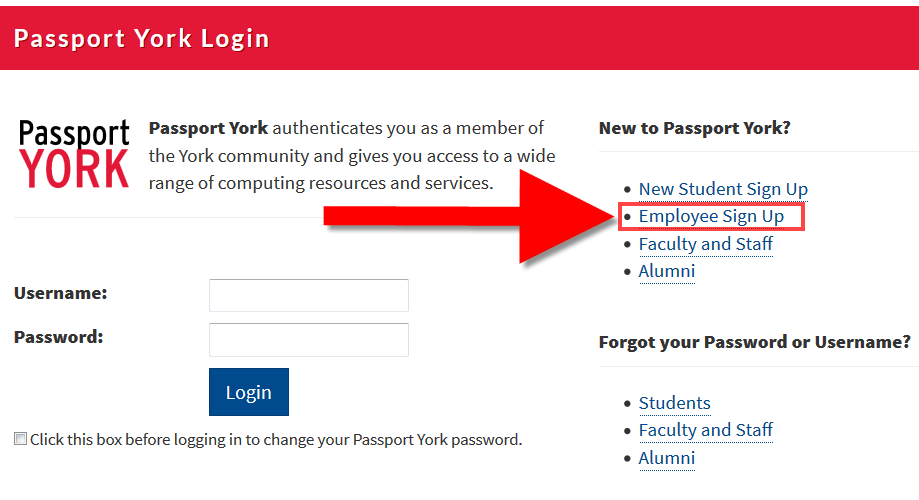 Passport York Login
Passport
YORK
Passport York authenticates you as a member of
the York community and gives you access to a wide
range of computing resources and services.
Username:
Password:
Login
Click this box before logging in to change your Passport York password.
New to Passport York?
New Student Sign Up
Employee Sign Up
Faculty and Staff
Alumni
Forgot your Password or Username?
Students
Faculty and Staff
Alumni